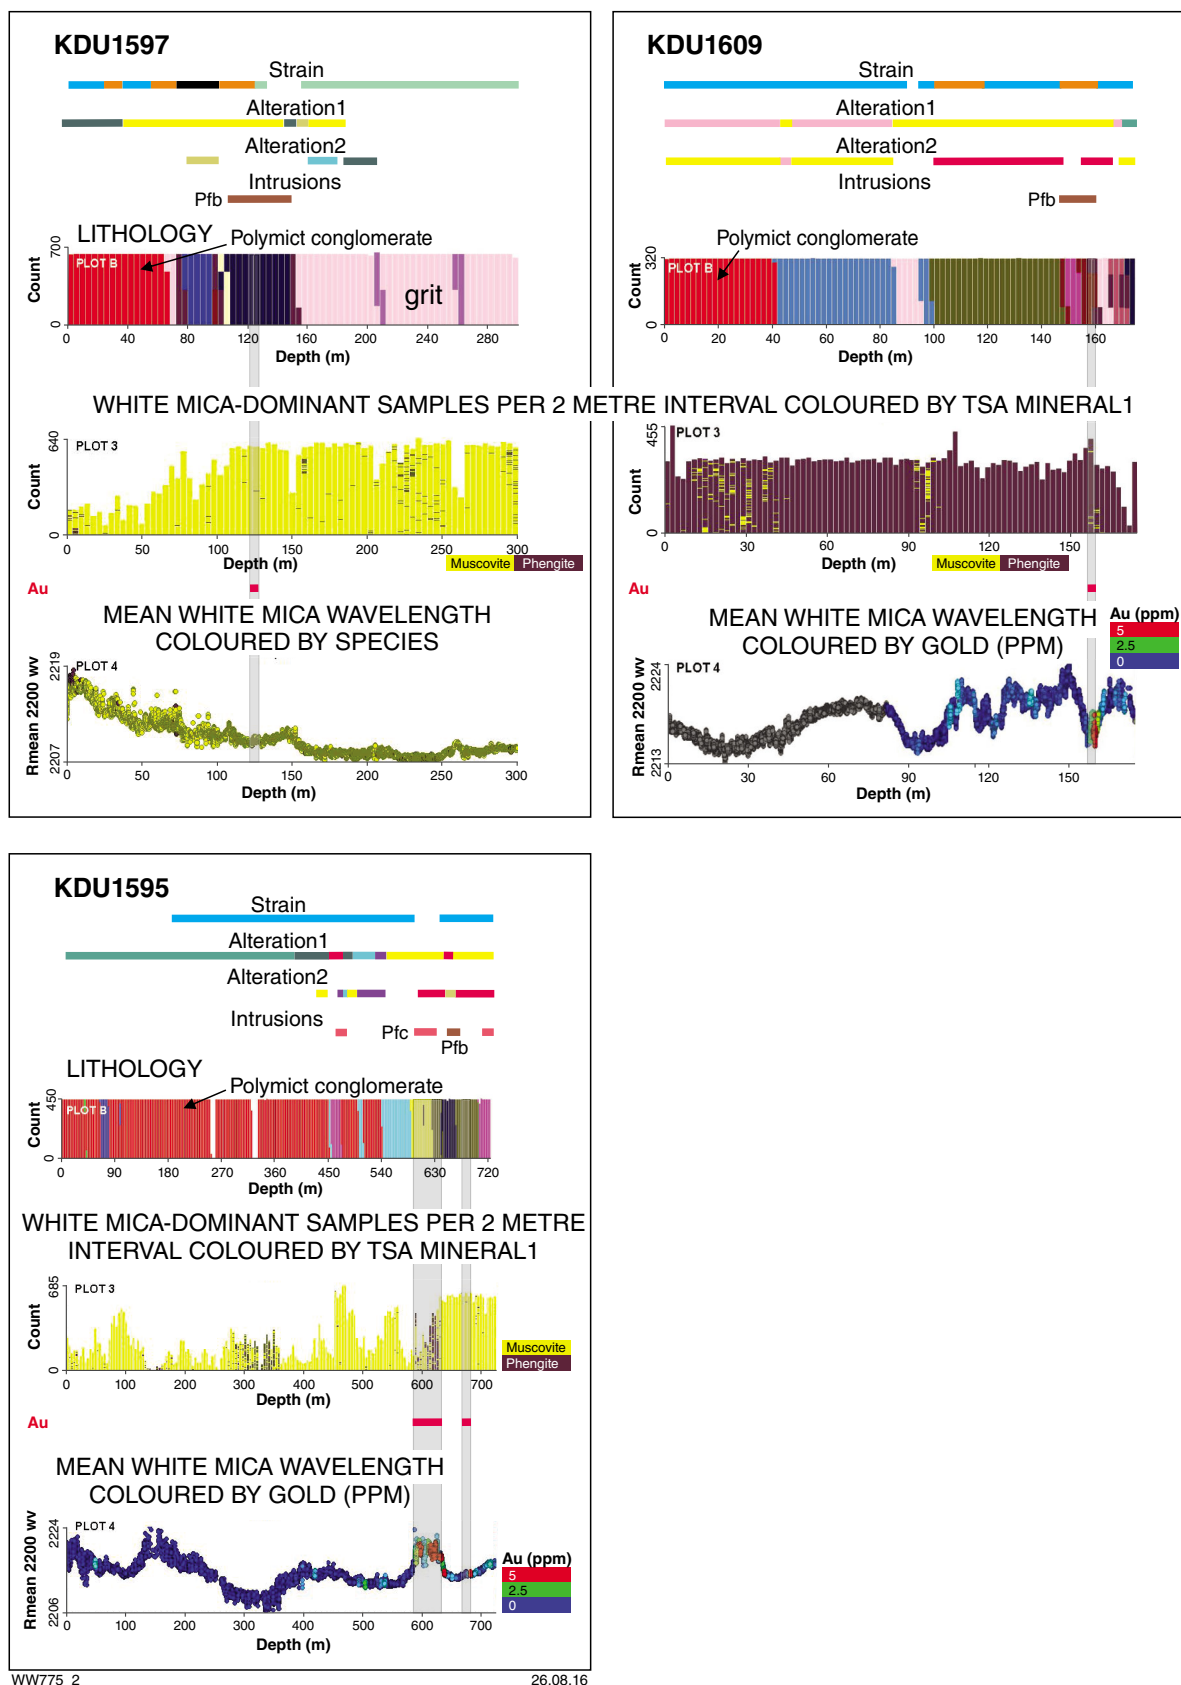 KDU1597
Strain
Alteration1
Alteration2
Intrusions
Pfb
LITHOLOGY
Polymict conglomerate
700
PLOT B
grit
Count
0
0 40 80 120 160 200 240 280
Depth (m)
KDU1609
Strain
Alteration1
Alteration2
Intrusions
Pfb
Polymict conglomerate
320
PLOT B
Count
0
0 20 40 60 80 100 120 140 160
Depth (m)
WHITE MICA-DOMINANT SAMPLES PER 2 METRE INTERVAL COLOURED BY TSA MINERAL1
640
PLOT 3
Count
0
0 50 100 150 200 250 300
Depth (m)
Muscovite Phengite
Au
455
PLOT 3
Count
0
0 30 60 90 120 150
Depth (m)
Muscovite Phengite
Au
MEAN WHITE MICA WAVELENGTH
COLOURED BY SPECIES
2219
PLOT 4
Rmean 2200 wv
2207
0 50 100 150 200 250 300
Depth (m)
MEAN WHITE MICA WAVELENGTH
COLOURED BY GOLD (PPM)
Au (ppm)
5
2.5
0
2224
PLOT 4
Rmean 2200 wv
2213
0 30 60 90 120 150
Depth (m)
KDU1595
Strain
Alteration1
Alteration2
Intrusions
Pfc
Pfb
LITHOLOGY
Polymict conglomerate
450
PLOT B
Count
0
0 90 180 270 360 450 540 630 720
Depth (m)
WHITE MICA-DOMINANT SAMPLES PER 2 METRE
INTERVAL COLOURED BY TSA MINERAL1
685
PLOT 3
Count
0
0 100 200 300 400 500 600 700
Depth (m)
Muscovite
Phengite
Au
MEAN WHITE MICA WAVELENGTH
COLOURED BY GOLD (PPM)
2224
PLOT 4
Rmean 2200 wv
2206
0 100 200 300 400 500 600 700
Depth (m)
Au (ppm)
5
2.5
0
WW775_2
26.08.16